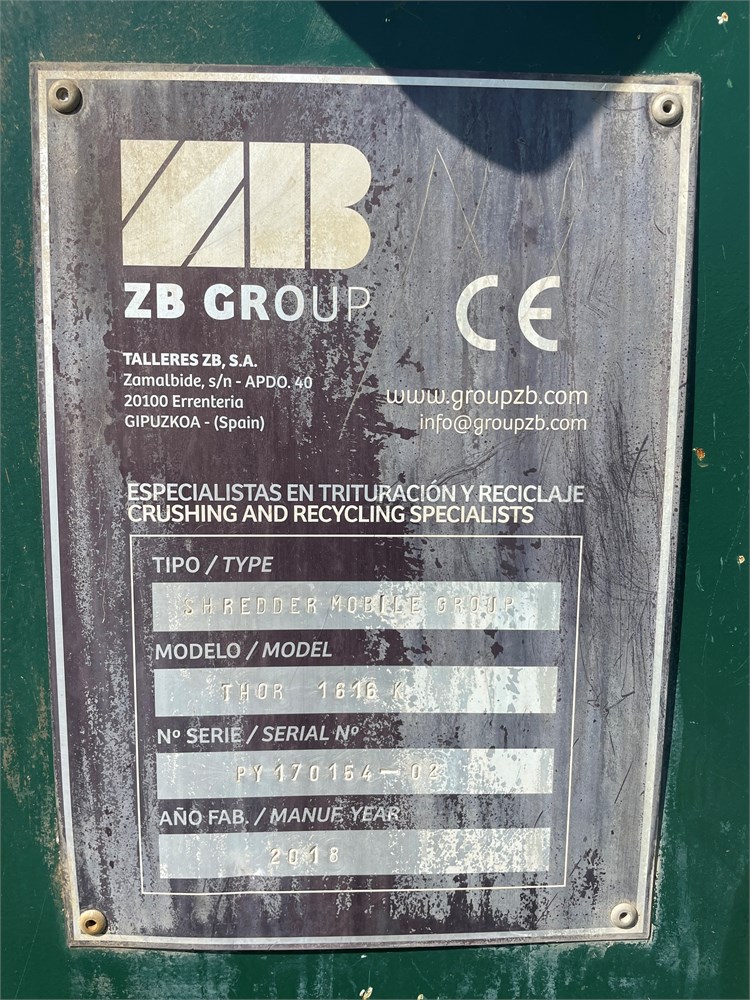 ZB
ZB GROUP
CE
TALLERES ZB, S.A.
Zamalbide, s/n - APDO. 40
20100 Errenteria
GIPUZKOA - (Spain)
www.groupzb.com
info@groupzb.com
ESPECIALISTAS EN TRITURACIÓN Y RECICLAJE
CRUSHING AND RECYCLING SPECIALISTS
TIPO / TYPE
SHREDDER MOBILE GROUP
MODELO / MODEL
THOR 1616 K
Nº SERIE / SERIAL Nº
PY170154-02
AÑO FAB. / MANUF. YEAR
2018